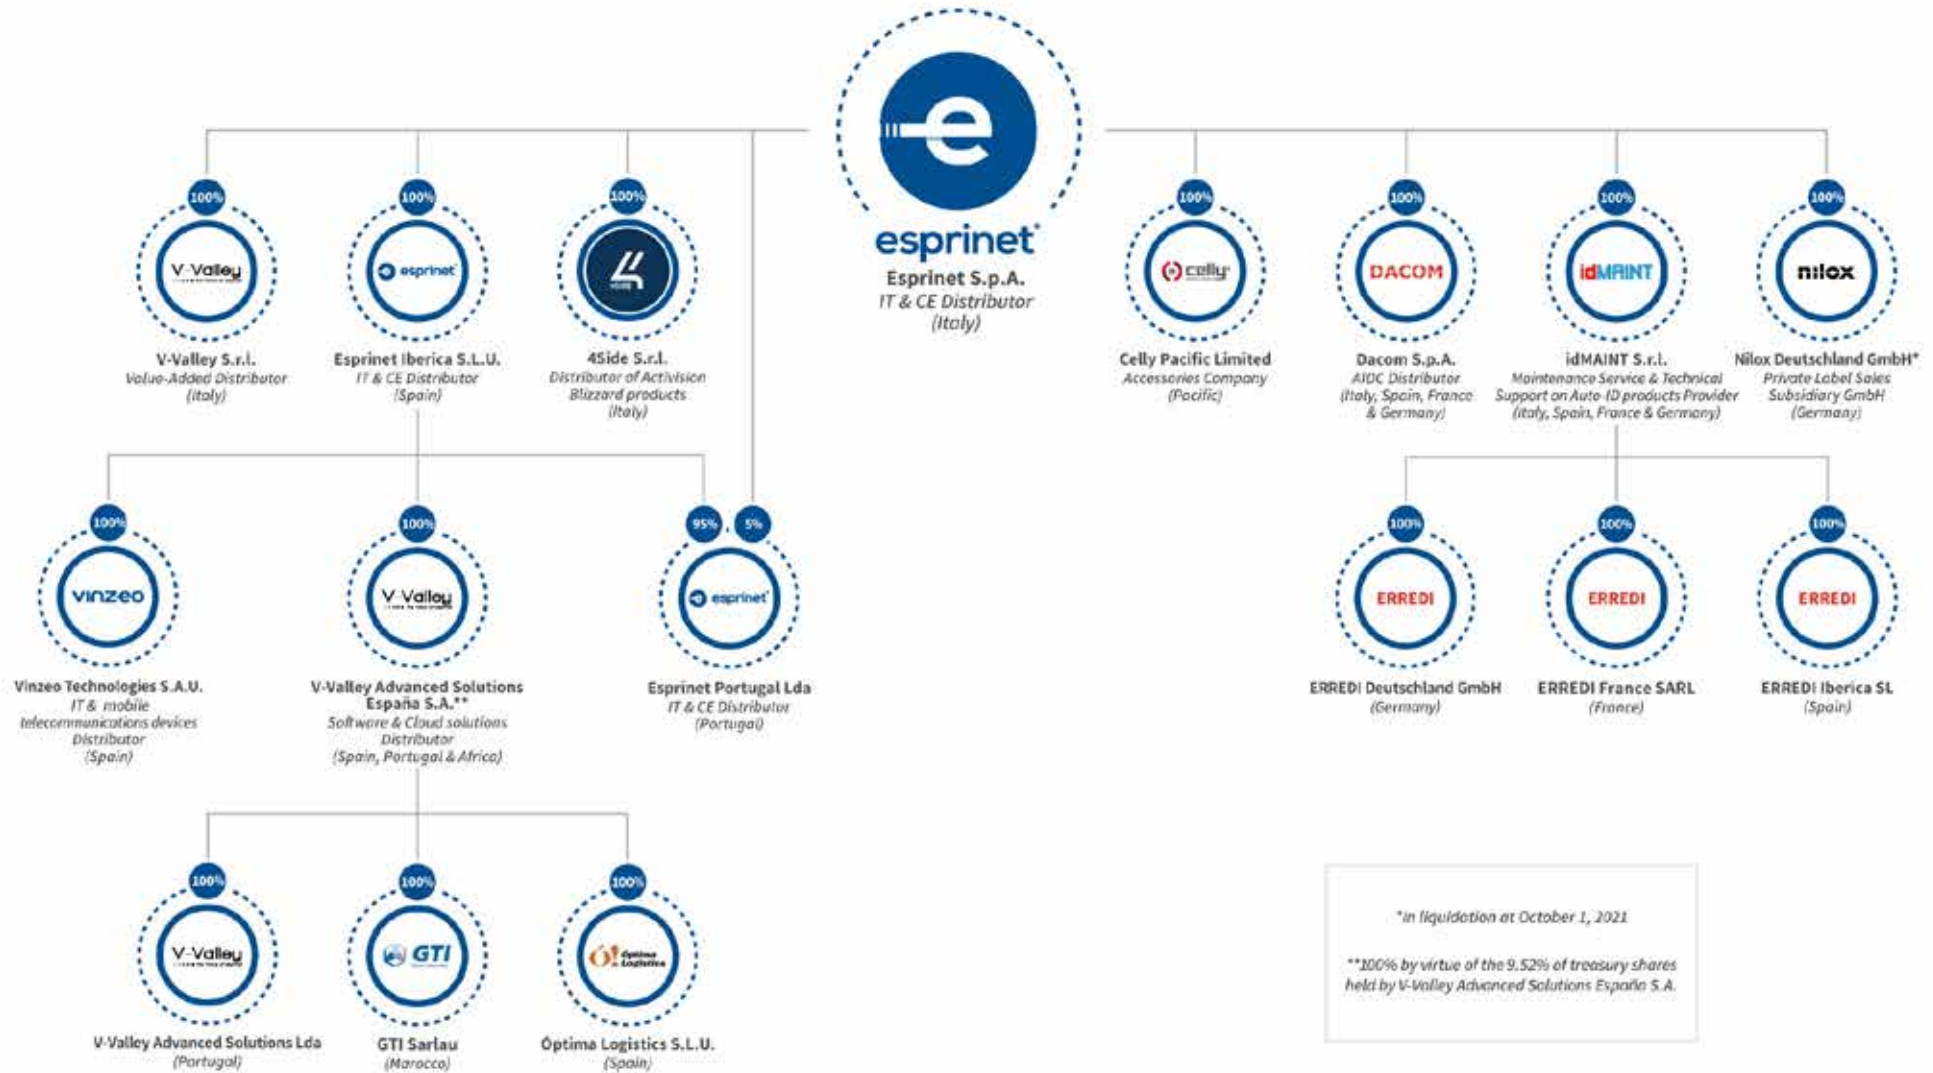 esprinet
Esprinet S.p.A.
IT & CE Distributor
(Italy)
100%
V-Valley
V-Valley S.r.l.
Value-Added Distributor
(Italy)
100%
esprinet
Esprinet Iberica S.L.U.
IT & CE Distributor
(Spain)
100%
4Side S.r.l.
Distributor of Activision
Blizzard products
(Italy)
100%
celly
Celly Pacific Limited
Accessories Company
(Pacific)
100%
DACOM
Dacom S.p.A.
AIDC Distributor
(Italy, Spain, France
& Germany)
100%
idMAINT
idMAINT S.r.l.
Maintenance Service & Technical
Support on Auto-ID products Provider
(Italy, Spain, France & Germany)
100%
nilox
Nilox Deutschland GmbH*
Private Label Sales
Subsidiary GmbH
(Germany)
100%
vinzeo
Vinzeo Technologies S.A.U.
IT & mobile
telecommunications devices
Distributor
(Spain)
100%
V-Valley
V-Valley Advanced Solutions
España S.A.**
Software & Cloud solutions
Distributor
(Spain, Portugal & Africa)
95% 5%
esprinet
Esprinet Portugal Lda
IT & CE Distributor
(Portugal)
100%
ERREDI
ERREDI Deutschland GmbH
(Germany)
100%
ERREDI
ERREDI France SARL
(France)
100%
ERREDI
ERREDI Iberica SL
(Spain)
100%
V-Valley
V-Valley Advanced Solutions Lda
(Portugal)
100%
GTI
GTI Sarlau
(Marocco)
100%
Ó! Óptima
Logistics
Óptima Logistics S.L.U.
(Spain)
*in liquidation at October 1, 2021
**100% by virtue of the 9.52% of treasury shares
held by V-Valley Advanced Solutions España S.A.